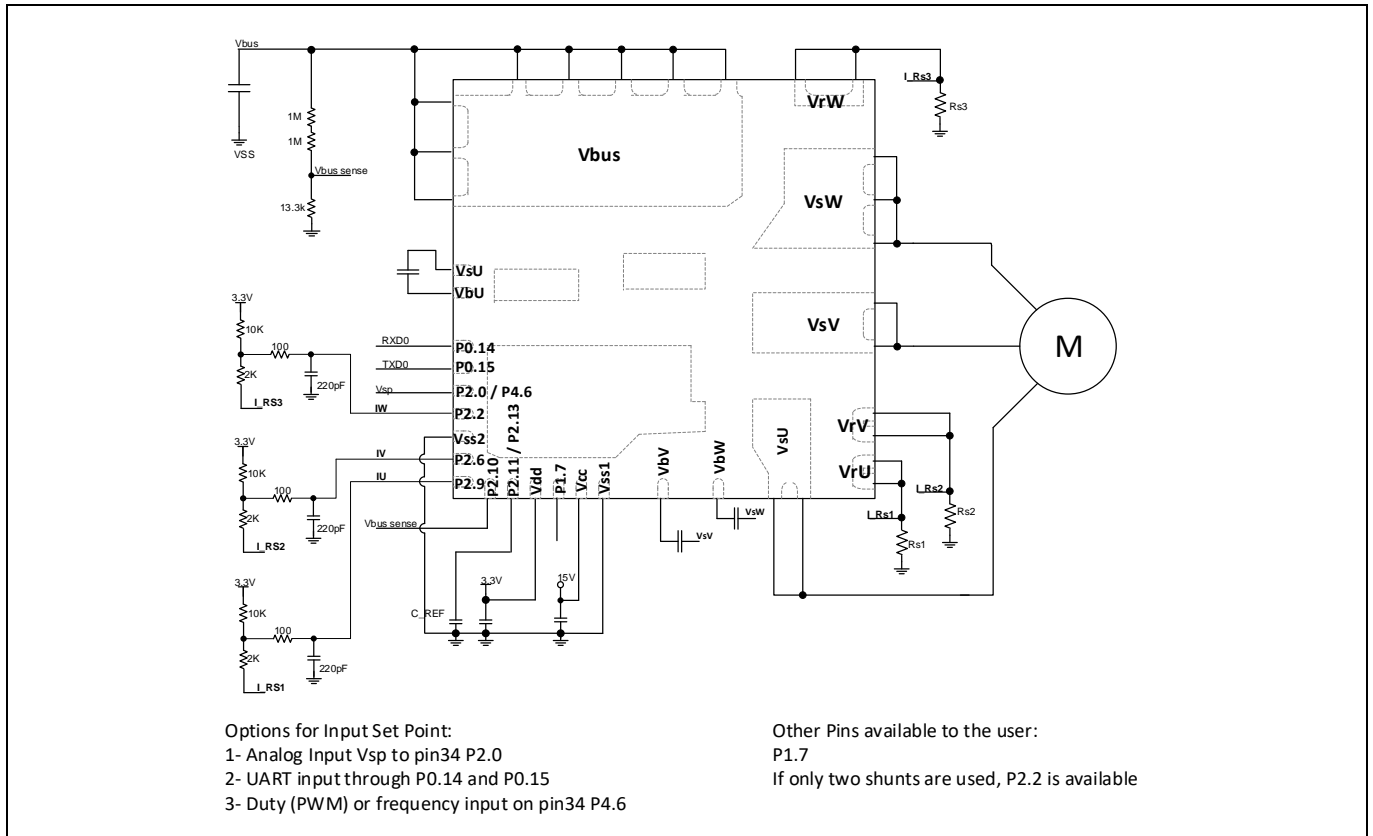 Vbus
VSS
1M
1M
Vbus sense
13.3k
Vbus
VrW
I_Rs3
Rs3
VsW
VsV
M
VsU
VbU
RXD0
P0.14
TXD0
P0.15
Vsp
P2.0 / P4.6
IW
P2.2
Vss2
IV
P2.6
IU
P2.9
3.3V
10K
100
2K
220pF
I_RS3
3.3V
10K
100
2K
220pF
I_RS2
3.3V
10K
100
2K
220pF
I_RS1
P2.10
P2.11 / P2.13
Vdd
P1.7
Vcc
Vss1
VbV
VbW
VsU
VrV
VrU
Vbus sense
VsV
VsW
I_Rs1
Rs1
I_Rs2
Rs2
C_REF
3.3V
15V
Options for Input Set Point:
1- Analog Input Vsp to pin34 P2.0
2- UART input through P0.14 and P0.15
3- Duty (PWM) or frequency input on pin34 P4.6
Other Pins available to the user:
P1.7
If only two shunts are used, P2.2 is available